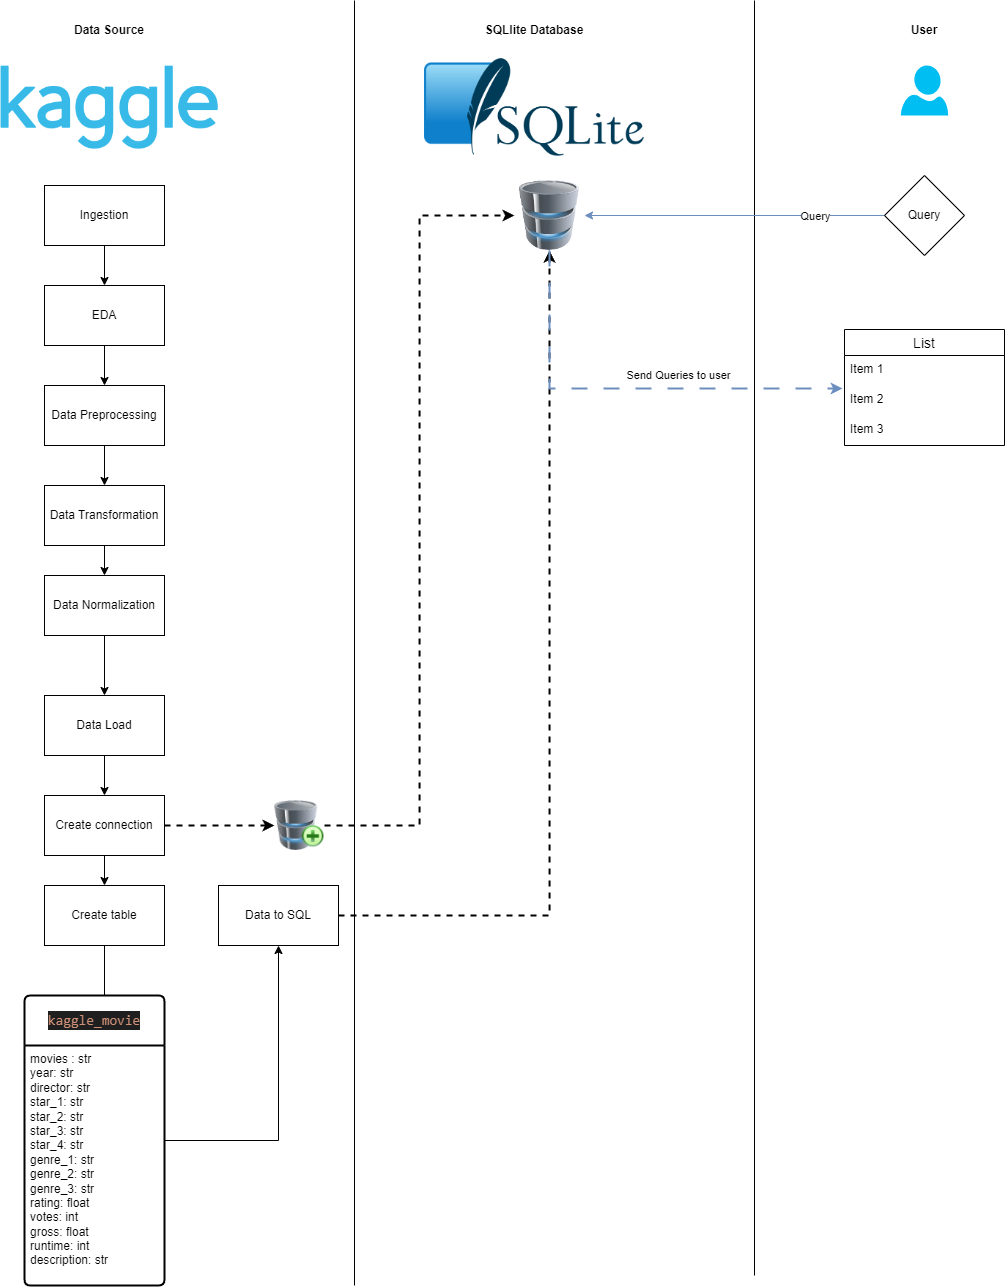 Data Source
SQLlite Database
User
kaggle
SQLite
Ingestion
Query
Query
EDA
List
Item 1
Item 2
Item 3
Send Queries to user
Data Preprocessing
Data Transformation
Data Normalization
Data Load
Create connection
Create table
Data to SQL
kaggle_movie
movies : str
year: str
director: str
star_1: str
star_2: str
star_3: str
star_4: str
genre_1: str
genre_2: str
genre_3: str
rating: float
votes: int
gross: float
runtime: int
description: str